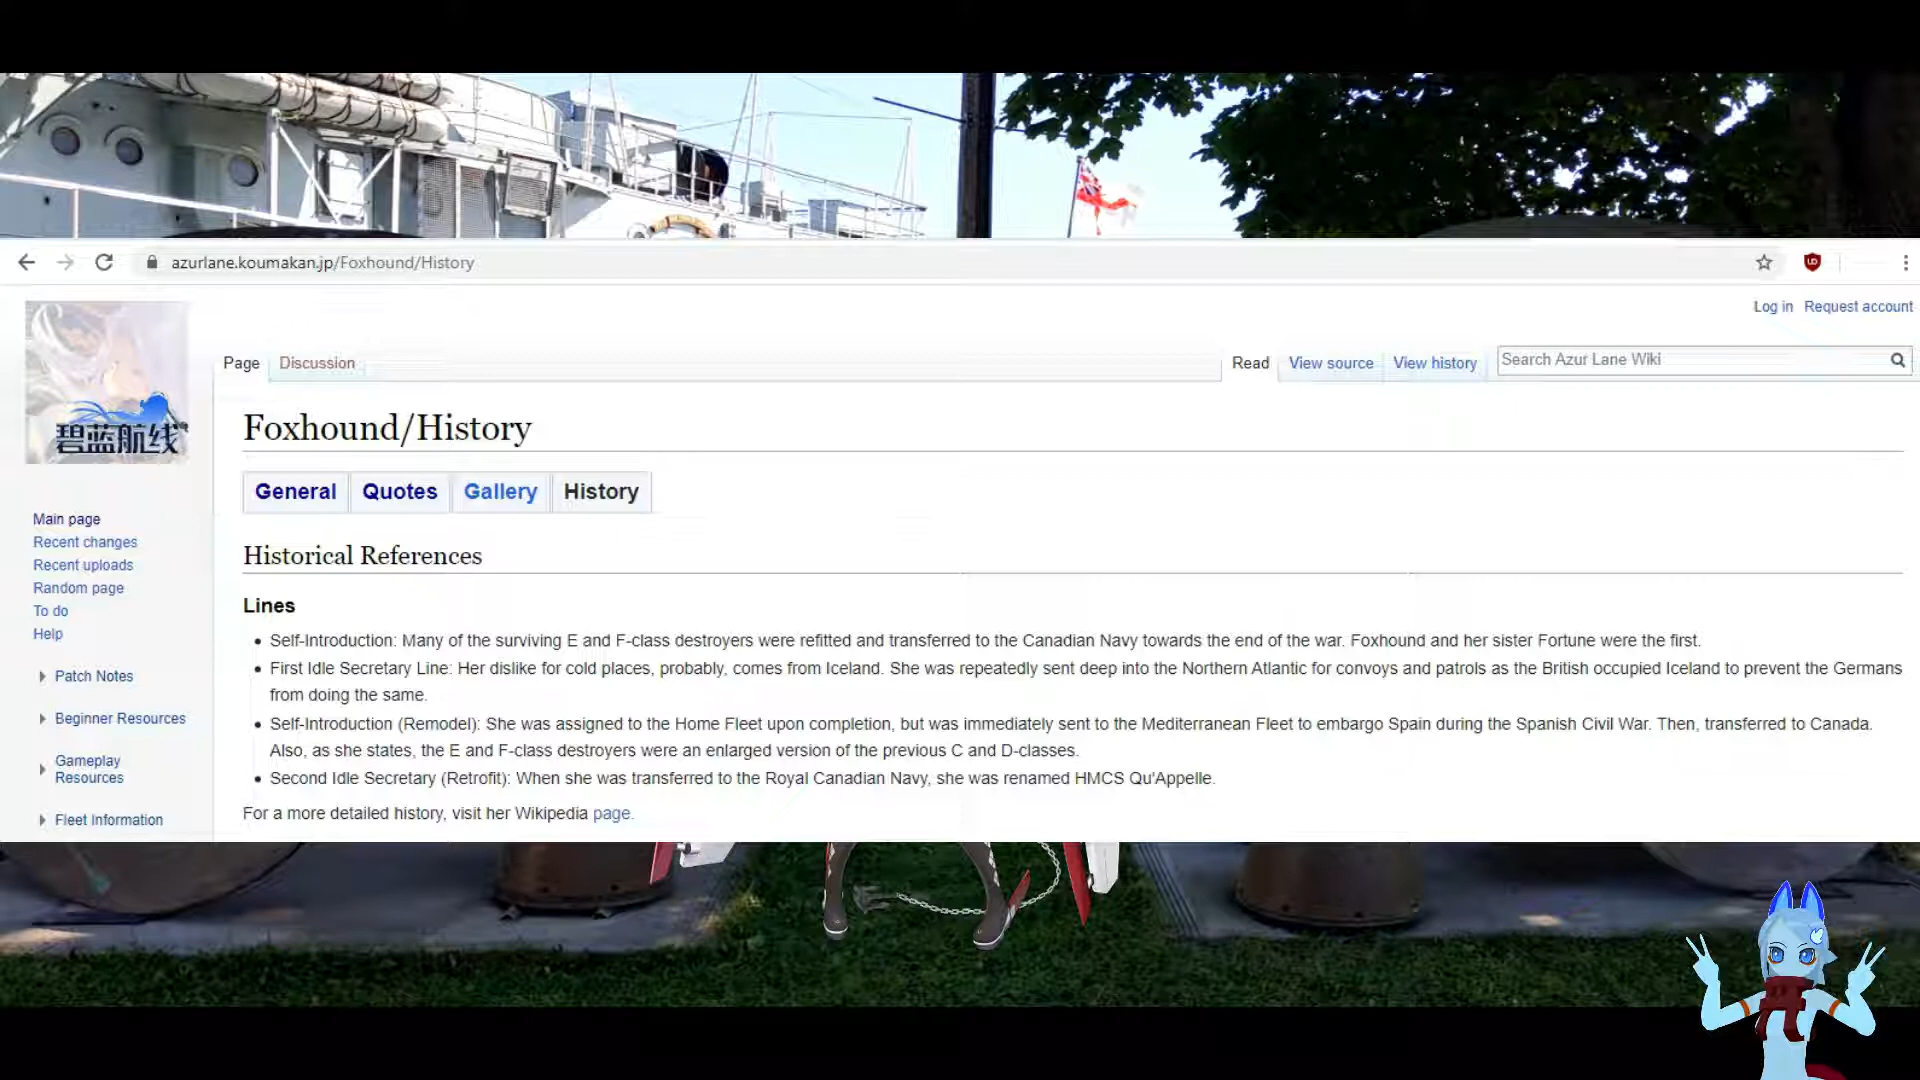 azurlane.koumakan.jp/Foxhound/History
Log in Request account
碧蓝航线
Page Discussion Read View source View history Search Azur Lane Wiki
Foxhound/History
General Quotes Gallery History
Main page
Recent changes
Recent uploads
Random page
To do
Help
Patch Notes
Beginner Resources
Gameplay
Resources
Fleet Information
Historical References
Lines
Self-Introduction: Many of the surviving E and F-class destroyers were refitted and transferred to the Canadian Navy towards the end of the war. Foxhound and her sister Fortune were the first.
First Idle Secretary Line: Her dislike for cold places, probably, comes from Iceland. She was repeatedly sent deep into the Northern Atlantic for convoys and patrols as the British occupied Iceland to prevent the Germans
from doing the same.
Self-Introduction (Remodel): She was assigned to the Home Fleet upon completion, but was immediately sent to the Mediterranean Fleet to embargo Spain during the Spanish Civil War. Then, transferred to Canada.
Also, as she states, the E and F-class destroyers were an enlarged version of the previous C and D-classes.
Second Idle Secretary (Retrofit): When she was transferred to the Royal Canadian Navy, she was renamed HMCS Qu'Appelle.
For a more detailed history, visit her Wikipedia page.